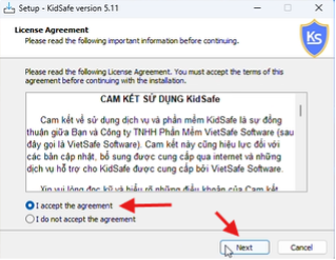 Setup - KidSafe version 5.11
License Agreement
Please read the following important information before continuing.
KS
Please read the following License Agreement. You must accept the terms of this
agreement before continuing with the installation.
CAM KẾT SỬ DỤNG KidSafe
Cam kết về sử dụng dịch vụ và phần mềm KidSafe là sự đồng
thuận giữa Bạn và Công ty TNHH Phần Mềm VietSafe Software (sau
đây gọi là VietSafe Software). Cam kết này cũng hiệu lực đối với
các bản cập nhật, bổ sung được cung cấp qua internet và những
dịch vụ hỗ trợ cho KidSafe được cung cấp bởi VietSafe Software.
Xin vui lòng đọc kỹ và hiểu rõ những điều khoản của Cam kết
I accept the agreement
I do not accept the agreement
Next
Cancel